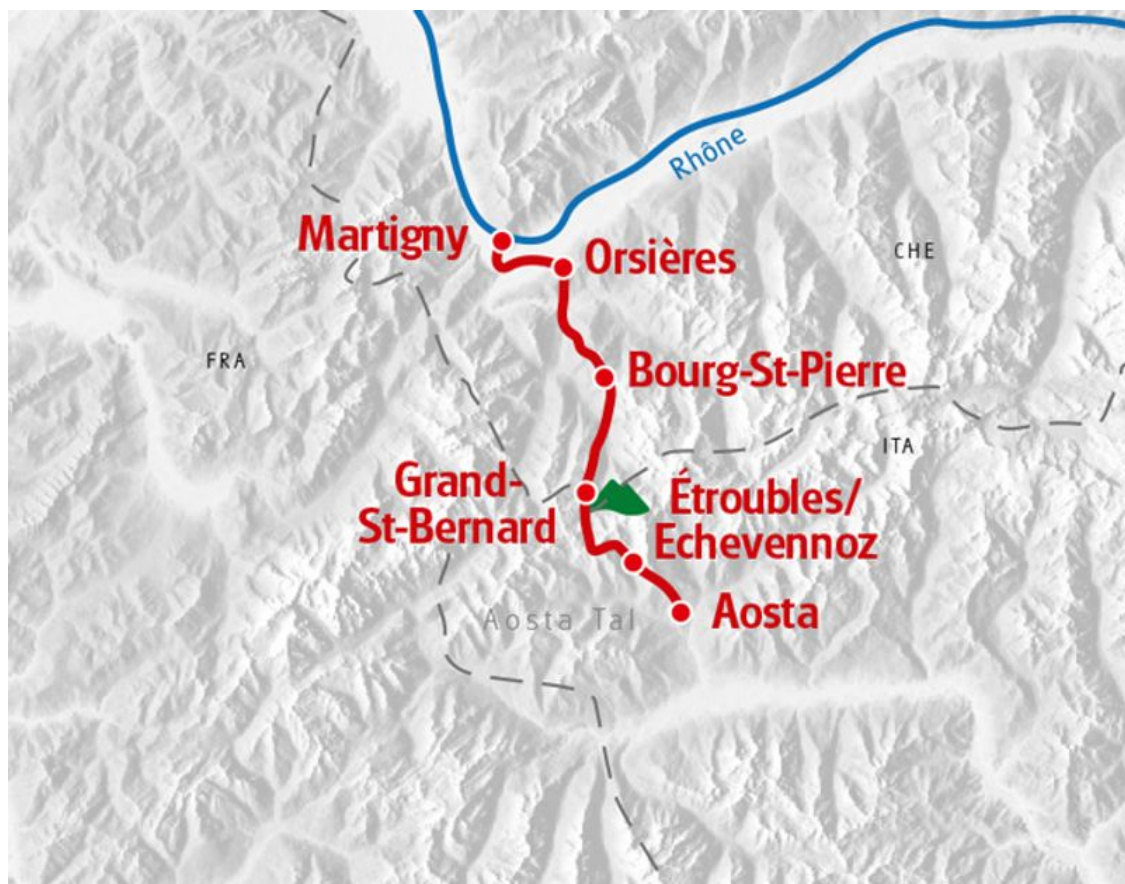 Rhône
Martigny
Orsières
CHE
FRA
Bourg-St-Pierre
ITA
Grand-
St-Bernard
Étroubles/
Echevennoz
Aosta
Aosta Tal